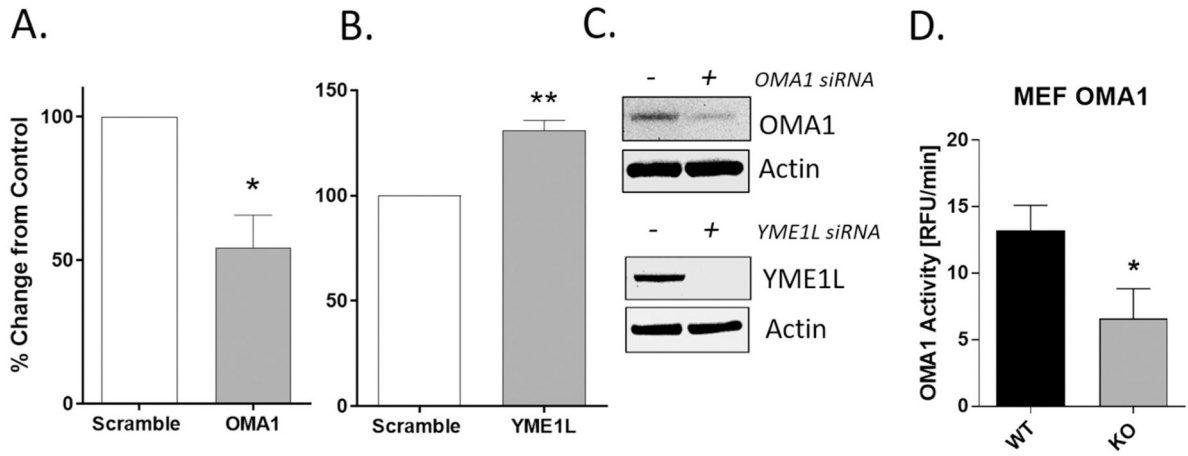 A.
% Change from Control
100
50
0
*
Scramble
OMA1
B.
150
100
50
0
**
Scramble
YME1L
C.
- + OMA1 siRNA
OMA1
Actin
- + YME1L siRNA
YME1L
Actin
D.
MEF OMA1
OMA1 Activity [RFU/min]
20
15
10
5
0
*
WT
KO